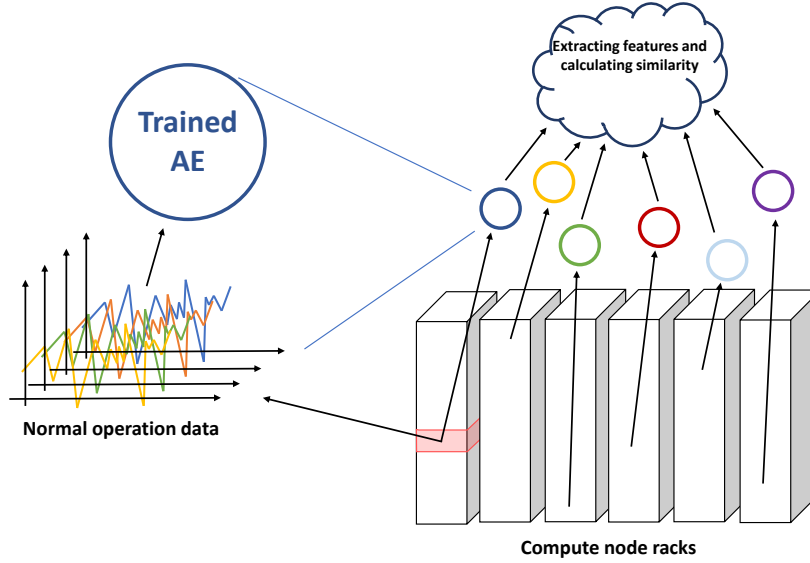 Extracting features and
calculating similarity
Trained
AE
Normal operation data
Compute node racks